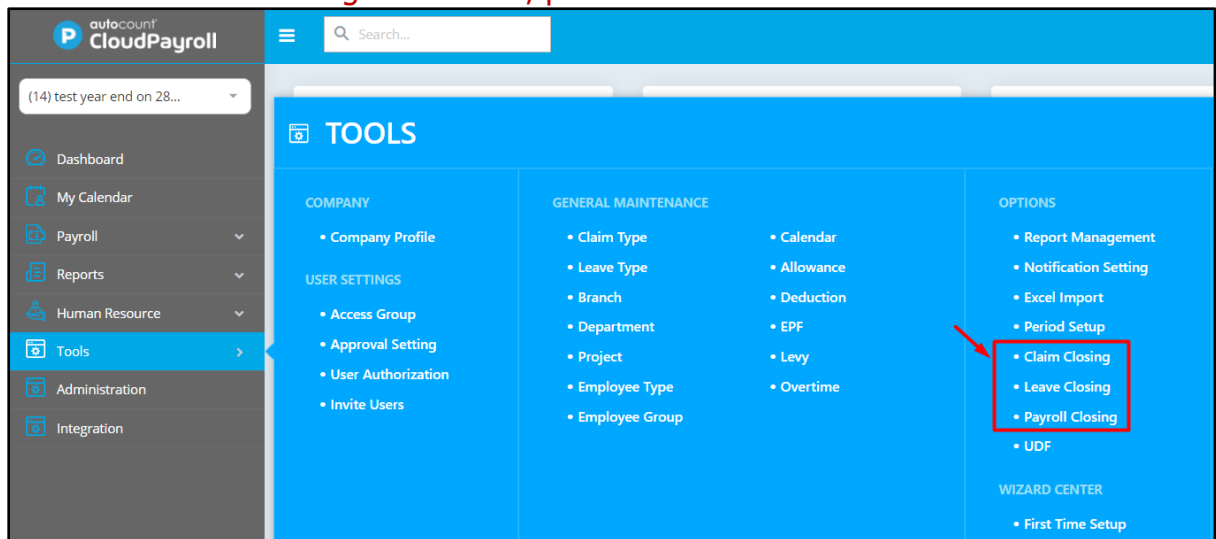 autocount
CloudPayroll
Search...
(14) test year end on 28...
Dashboard
My Calendar
Payroll
Reports
Human Resource
Tools
Administration
Integration
TOOLS
COMPANY
• Company Profile
USER SETTINGS
• Access Group
• Approval Setting
• User Authorization
• Invite Users
GENERAL MAINTENANCE
• Claim Type
• Leave Type
• Branch
• Department
• Project
• Employee Type
• Employee Group
• Calendar
• Allowance
• Deduction
• EPF
• Levy
• Overtime
OPTIONS
• Report Management
• Notification Setting
• Excel Import
• Period Setup
• Claim Closing
• Leave Closing
• Payroll Closing
• UDF
WIZARD CENTER
• First Time Setup